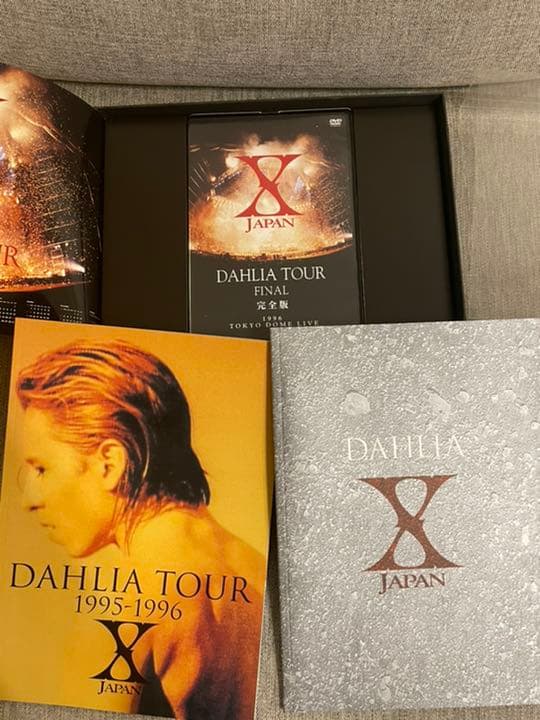 UR
DVD
X
JAPAN
DAHLIA TOUR
FINAL
完全版
1996
TOKYO DOME LIVE
DAHLIA TOUR
1995-1996
X
JAPAN
DAHLIA
X
JAPAN